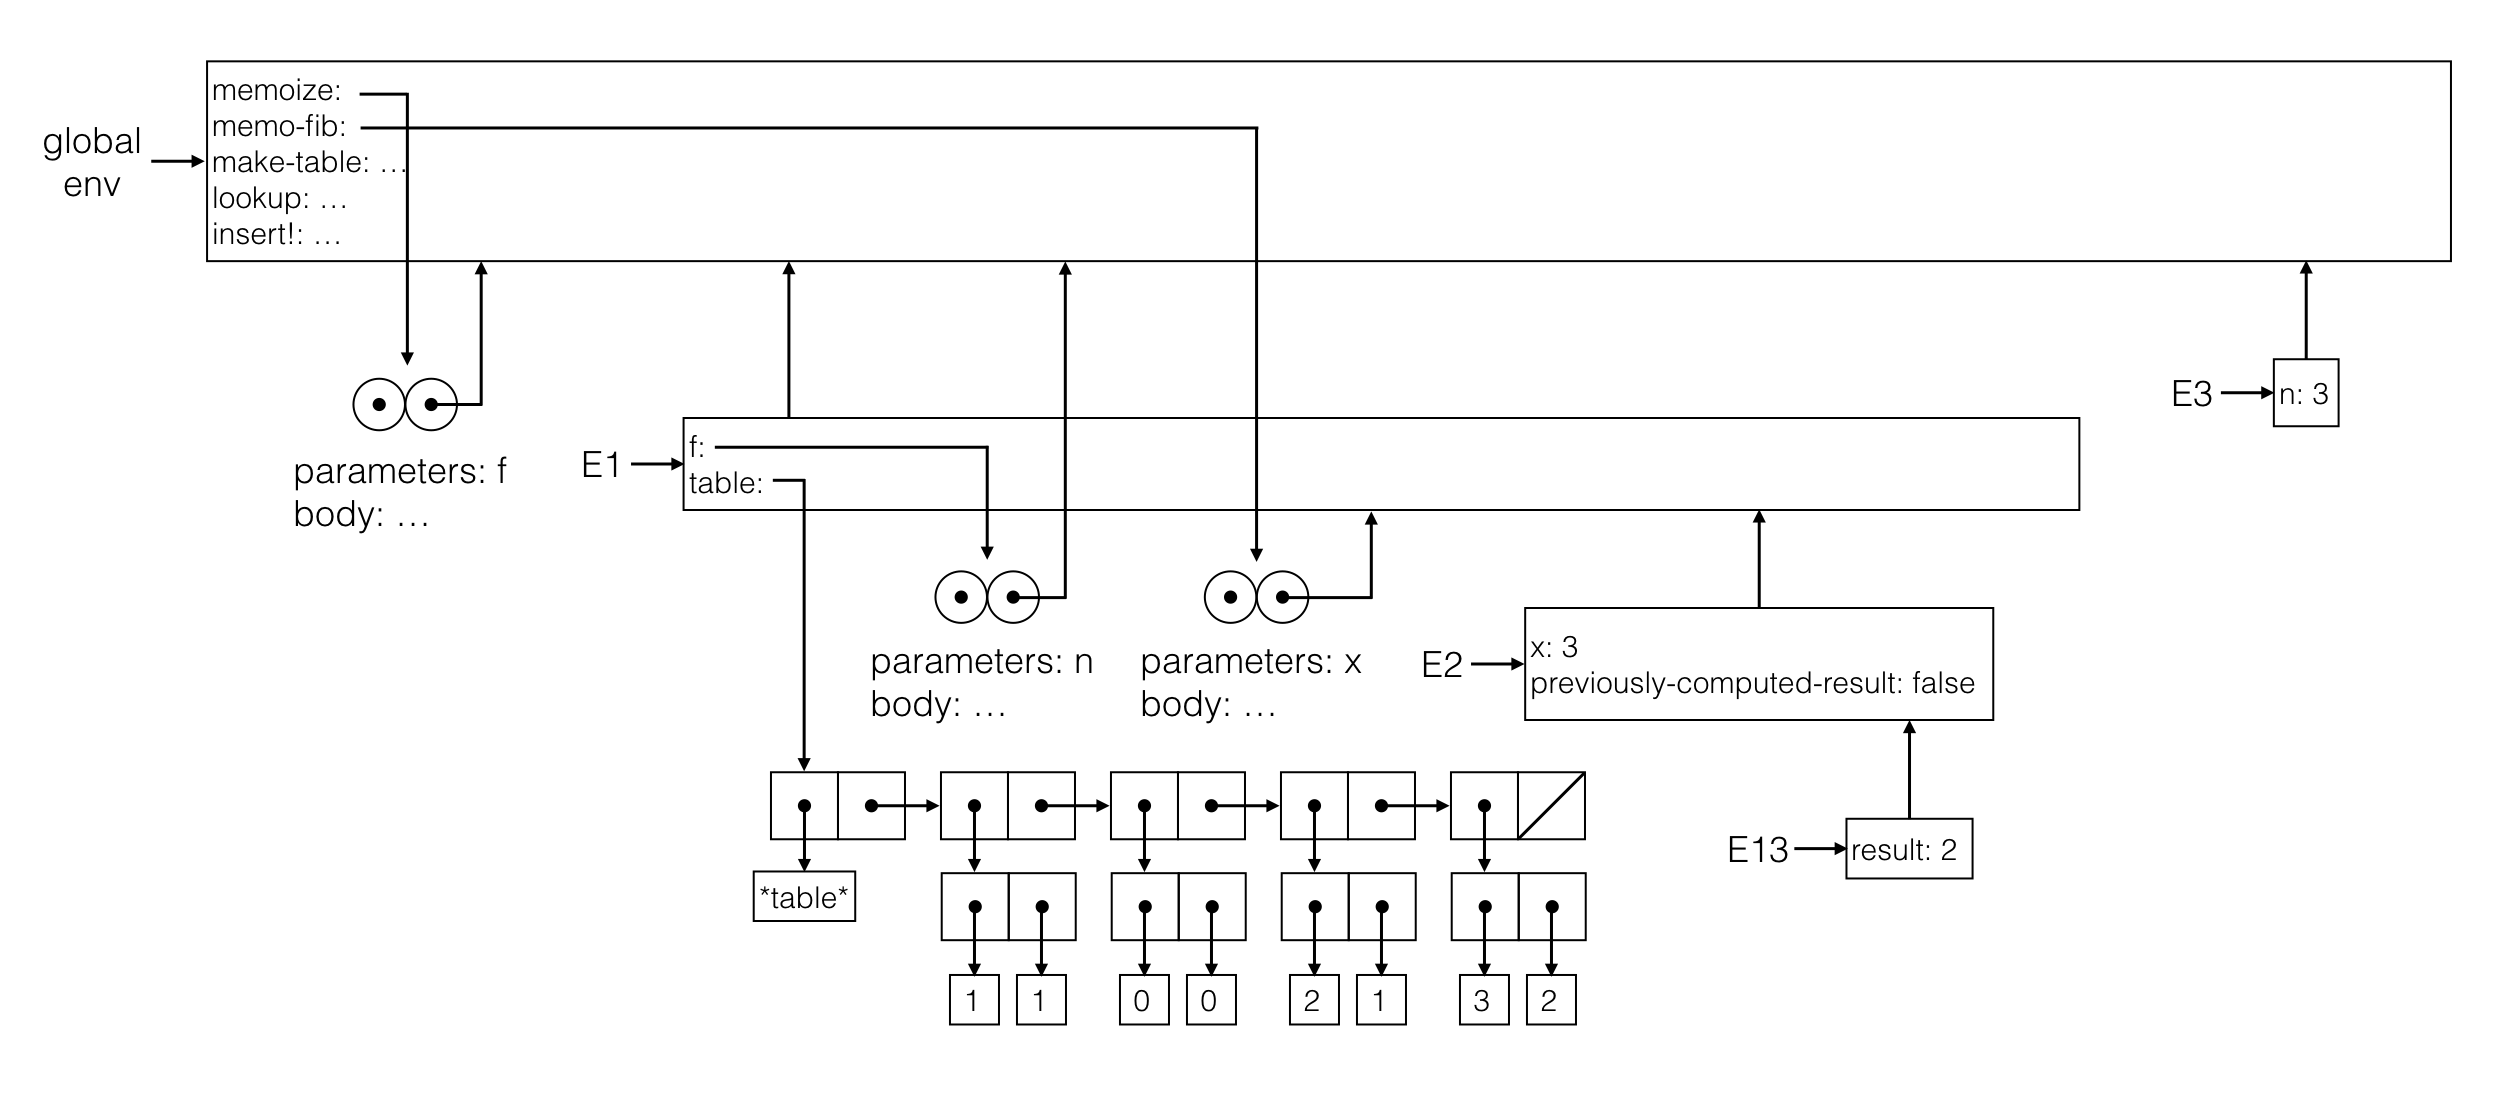 global
env
memoize:
memo-fib:
make-table: …
lookup: …
insert!: …
parameters: f
body: …
E1
f:
table:
E3
n: 3
parameters: n
body: …
parameters: x
body: …
E2
x: 3
previously-computed-result: false
E13
result: 2
*table*
1 1 0 0 2 1 3 2